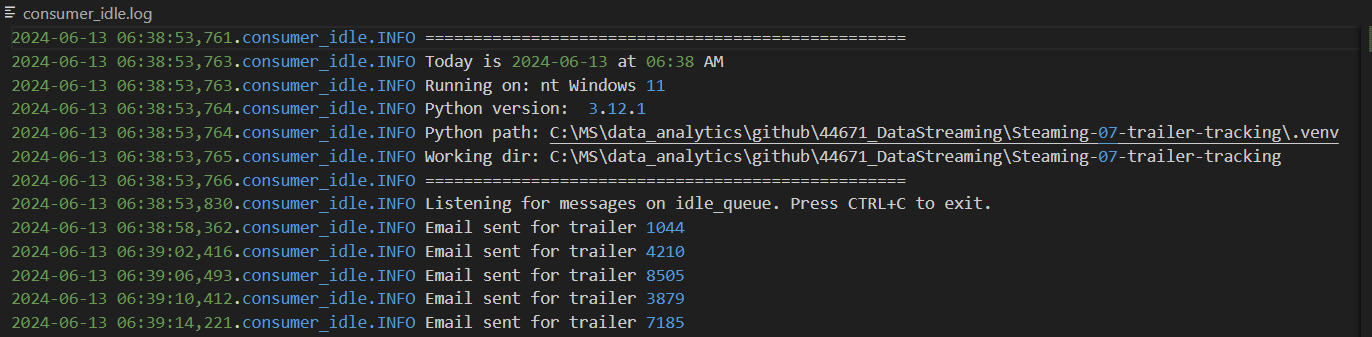 consumer_idle.log
2024-06-13 06:38:53,761.consumer_idle.INFO ==================================================
2024-06-13 06:38:53,763.consumer_idle.INFO Today is 2024-06-13 at 06:38 AM
2024-06-13 06:38:53,763.consumer_idle.INFO Running on: nt Windows 11
2024-06-13 06:38:53,764.consumer_idle.INFO Python version:  3.12.1
2024-06-13 06:38:53,764.consumer_idle.INFO Python path: C:\MS\data_analytics\github\44671_DataStreaming\Steaming-07-trailer-tracking\.venv
2024-06-13 06:38:53,765.consumer_idle.INFO Working dir: C:\MS\data_analytics\github\44671_DataStreaming\Steaming-07-trailer-tracking
2024-06-13 06:38:53,766.consumer_idle.INFO ==================================================
2024-06-13 06:38:53,830.consumer_idle.INFO Listening for messages on idle_queue. Press CTRL+C to exit.
2024-06-13 06:38:58,362.consumer_idle.INFO Email sent for trailer 1044
2024-06-13 06:39:02,416.consumer_idle.INFO Email sent for trailer 4210
2024-06-13 06:39:06,493.consumer_idle.INFO Email sent for trailer 8505
2024-06-13 06:39:10,412.consumer_idle.INFO Email sent for trailer 3879
2024-06-13 06:39:14,221.consumer_idle.INFO Email sent for trailer 7185